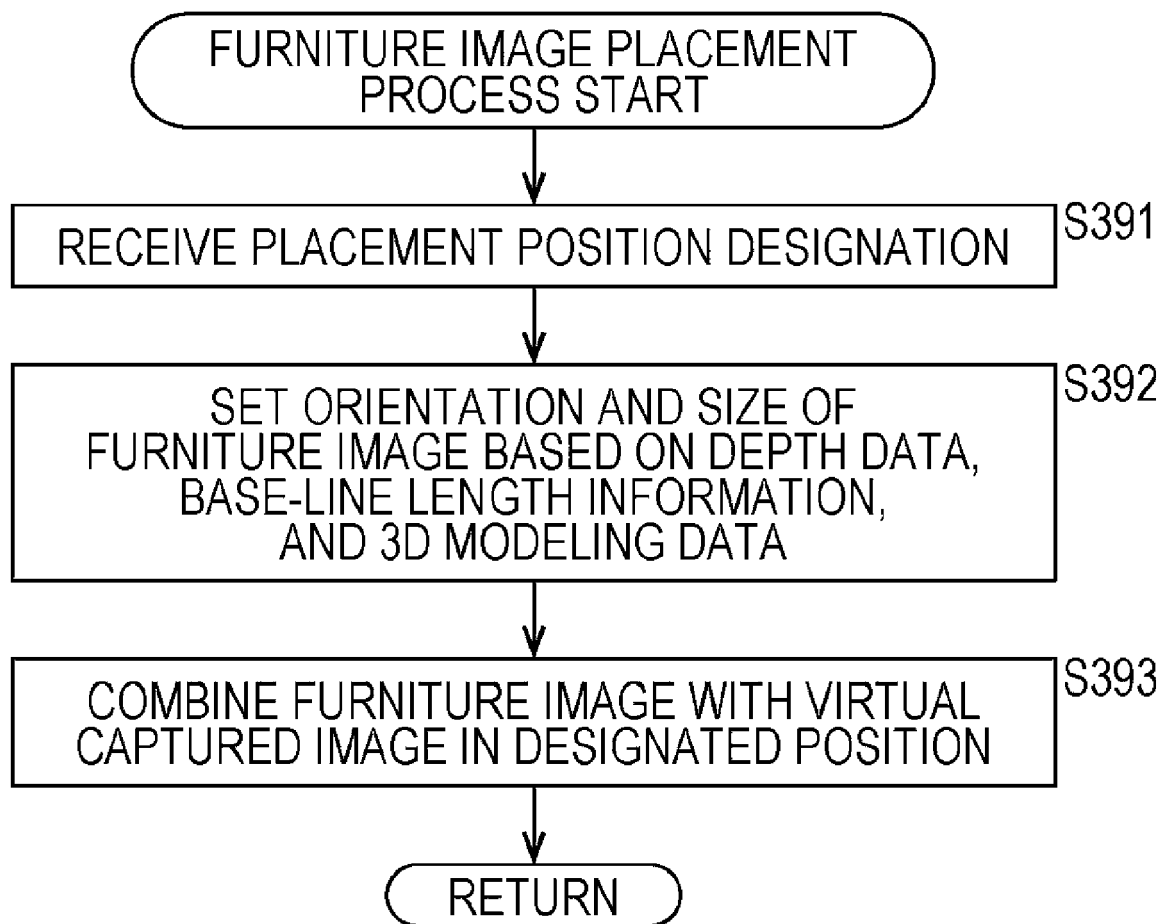 FURNITURE IMAGE PLACEMENT
PROCESS START
S391
RECEIVE PLACEMENT POSITION DESIGNATION
S392
SET ORIENTATION AND SIZE OF
FURNITURE IMAGE BASED ON DEPTH DATA,
BASE-LINE LENGTH INFORMATION,
AND 3D MODELING DATA
S393
COMBINE FURNITURE IMAGE WITH VIRTUAL
CAPTURED IMAGE IN DESIGNATED POSITION
RETURN